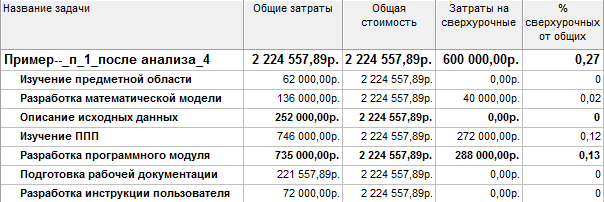 Название задачи Общие затраты Общая стоимость Затраты на сверхурочные % сверхурочных от общих
Пример--_п_1_после анализа_4 2 224 557,89р. 2 224 557,89р. 600 000,00р. 0,27
Изучение предметной области 62 000,00р. 2 224 557,89р. 0,00р. 0
Разработка математической модели 136 000,00р. 2 224 557,89р. 40 000,00р. 0,02
Описание исходных данных 252 000,00р. 2 224 557,89р. 0,00р. 0
Изучение ППП 746 000,00р. 2 224 557,89р. 272 000,00р. 0,12
Разработка программного модуля 735 000,00р. 2 224 557,89р. 288 000,00р. 0,13
Подготовка рабочей документации 221 557,89р. 2 224 557,89р. 0,00р. 0
Разработка инструкции пользователя 72 000,00р. 2 224 557,89р. 0,00р. 0